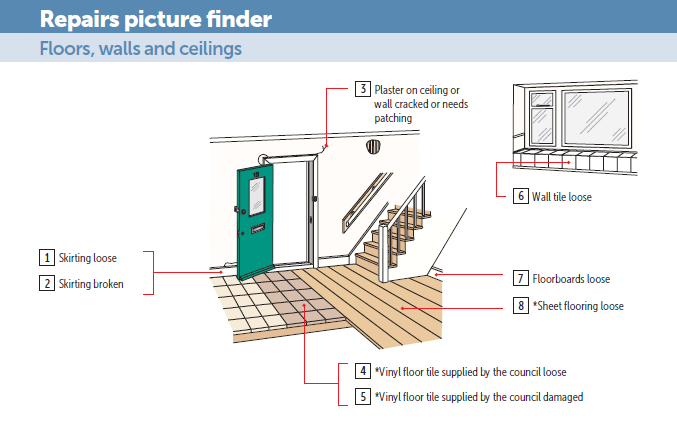 Repairs picture finder
Floors, walls and ceilings
3 Plaster on ceiling or
wall cracked or needs
patching
6 Wall tile loose
1 Skirting loose
2 Skirting broken
7 Floorboards loose
8 *Sheet flooring loose
4 *Vinyl floor tile supplied by the council loose
5 *Vinyl floor tile supplied by the council damaged